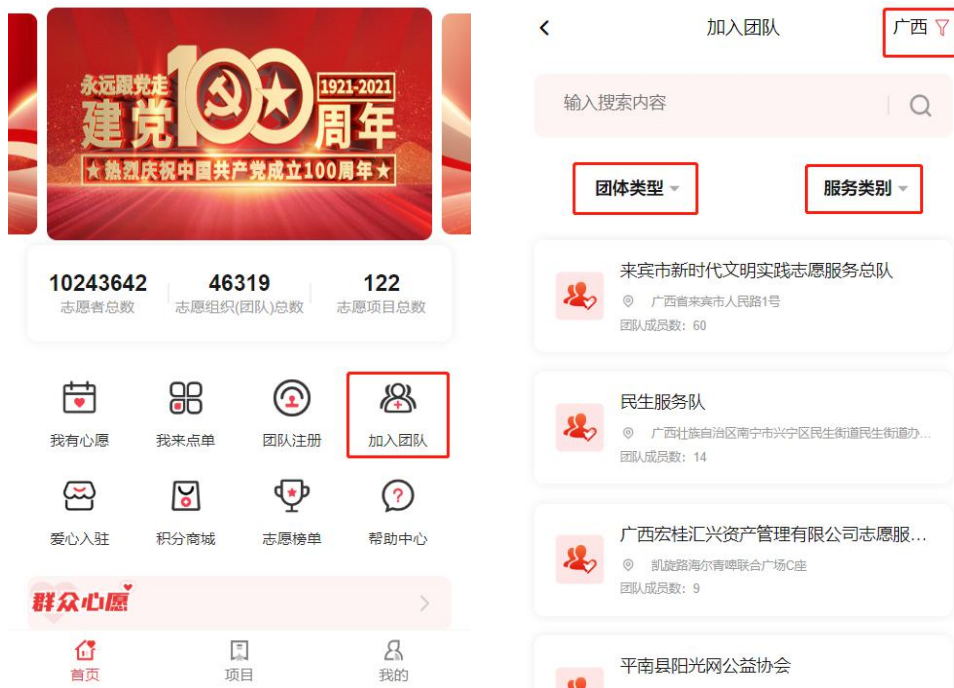 永远跟党走
建党100周年
1921-2021
★热烈庆祝中国共产党成立100周年★
10243642
46319
122
志愿者总数
志愿组织(团队)总数
志愿项目总数
我有心愿
我来点单
团队注册
加入团队
爱心入驻
积分商城
志愿榜单
帮助中心
群众心愿
首页
项目
我的
加入团队
广西
输入搜索内容
团体类型
服务类别
来宾市新时代文明实践志愿服务总队
广西省来宾市人民路1号
团队成员数：60
民生服务队
广西壮族自治区南宁市兴宁区民生街道民生街道办...
团队成员数：14
广西宏桂汇兴资产管理有限公司志愿服...
凯旋路海尔青啤联合广场C座
团队成员数：9
平南县阳光网公益协会